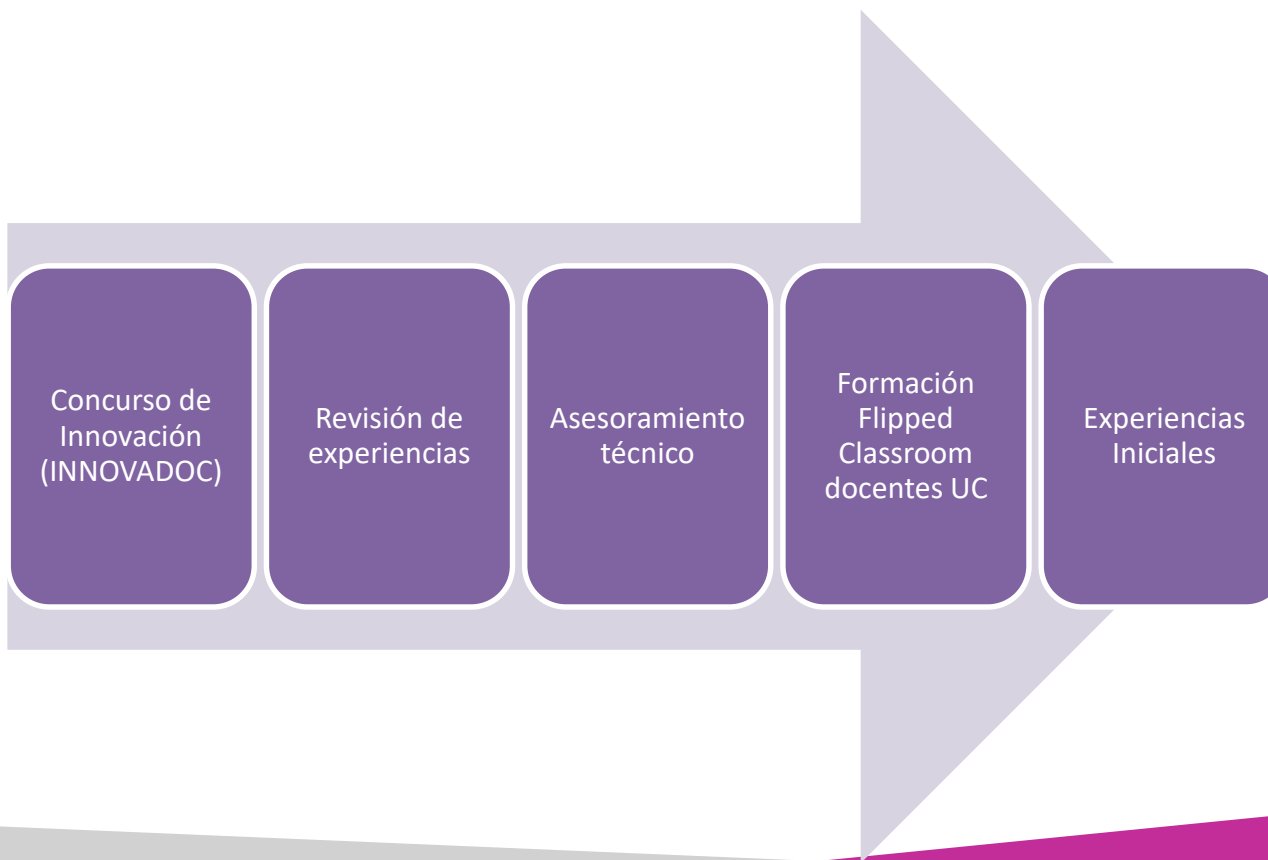 Concurso de
Innovación
(INNOVADOC)
Revisión de
experiencias
Asesoramiento
técnico
Formación
Flipped
Classroom
docentes UC
Experiencias
Iniciales